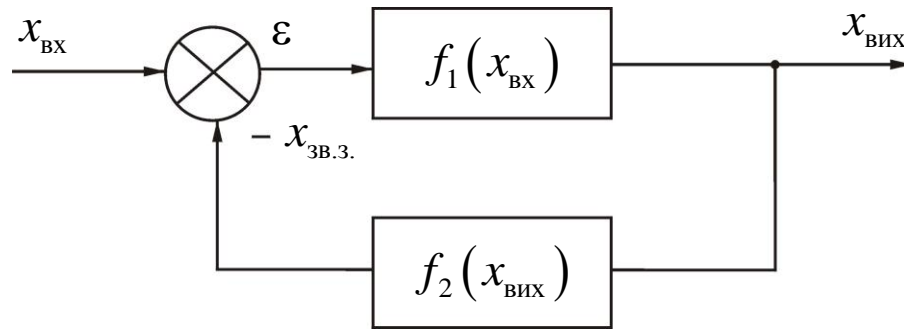 x_вх
ε
f_1(x_вх)
x_вих
− x_зв.з.
f_2(x_вих)